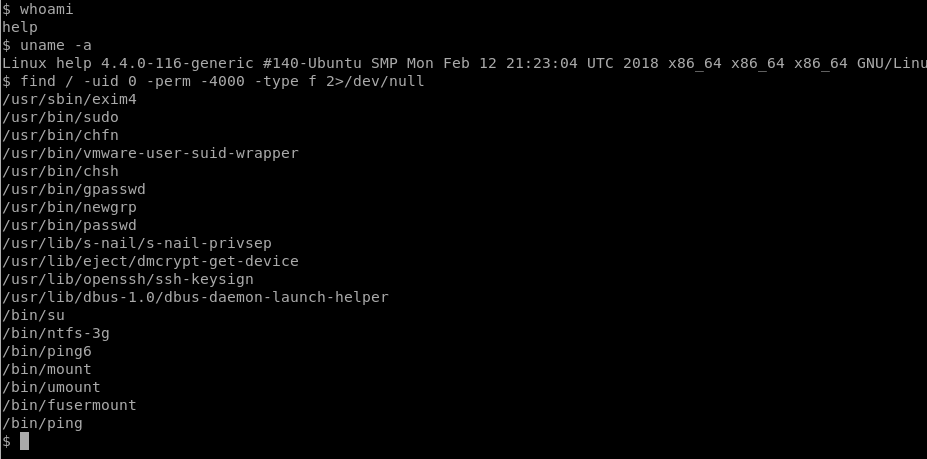 $ whoami
help
$ uname -a
Linux help 4.4.0-116-generic #140-Ubuntu SMP Mon Feb 12 21:23:04 UTC 2018 x86_64 x86_64 x86_64 GNU/Linu
$ find / -uid 0 -perm -4000 -type f 2>/dev/null
/usr/sbin/exim4
/usr/bin/sudo
/usr/bin/chfn
/usr/bin/vmware-user-suid-wrapper
/usr/bin/chsh
/usr/bin/gpasswd
/usr/bin/newgrp
/usr/bin/passwd
/usr/lib/s-nail/s-nail-privsep
/usr/lib/eject/dmcrypt-get-device
/usr/lib/openssh/ssh-keysign
/usr/lib/dbus-1.0/dbus-daemon-launch-helper
/bin/su
/bin/ntfs-3g
/bin/ping6
/bin/mount
/bin/umount
/bin/fusermount
/bin/ping
$